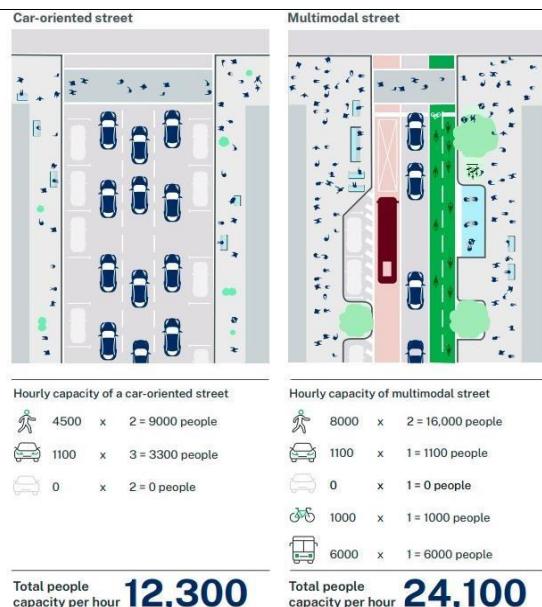 Car-oriented street
Multimodal street
Hourly capacity of a car-oriented street
4500 x 2 = 9000 people
1100 x 3 = 3300 people
0 x 2 = 0 people
Total people
capacity per hour 12,300
Hourly capacity of multimodal street
8000 x 2 = 16,000 people
1100 x 1 = 1100 people
0 x 1 = 0 people
1000 x 1 = 1000 people
6000 x 1 = 6000 people
Total people
capacity per hour 24,100